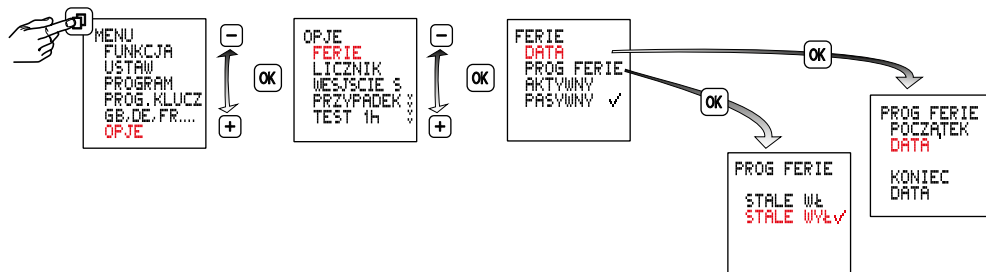 MENU
FUNKCJA
USTAW
PROGRAM
PROG.KLUCZ
GB,DE,FR....
OPJE
−
+
OK
OPJE
FERIE
LICZNIK
WESJSCIE S
PRZYPADEK
TEST 1h
−
+
OK
FERIE
DATA
PROG FERIE
AKTYWNY
PASYWNY ✓
OK
OK
PROG FERIE
STALE WŁ
STALE WYŁ✓
PROG FERIE
POCZĄTEK
DATA
KONIEC
DATA